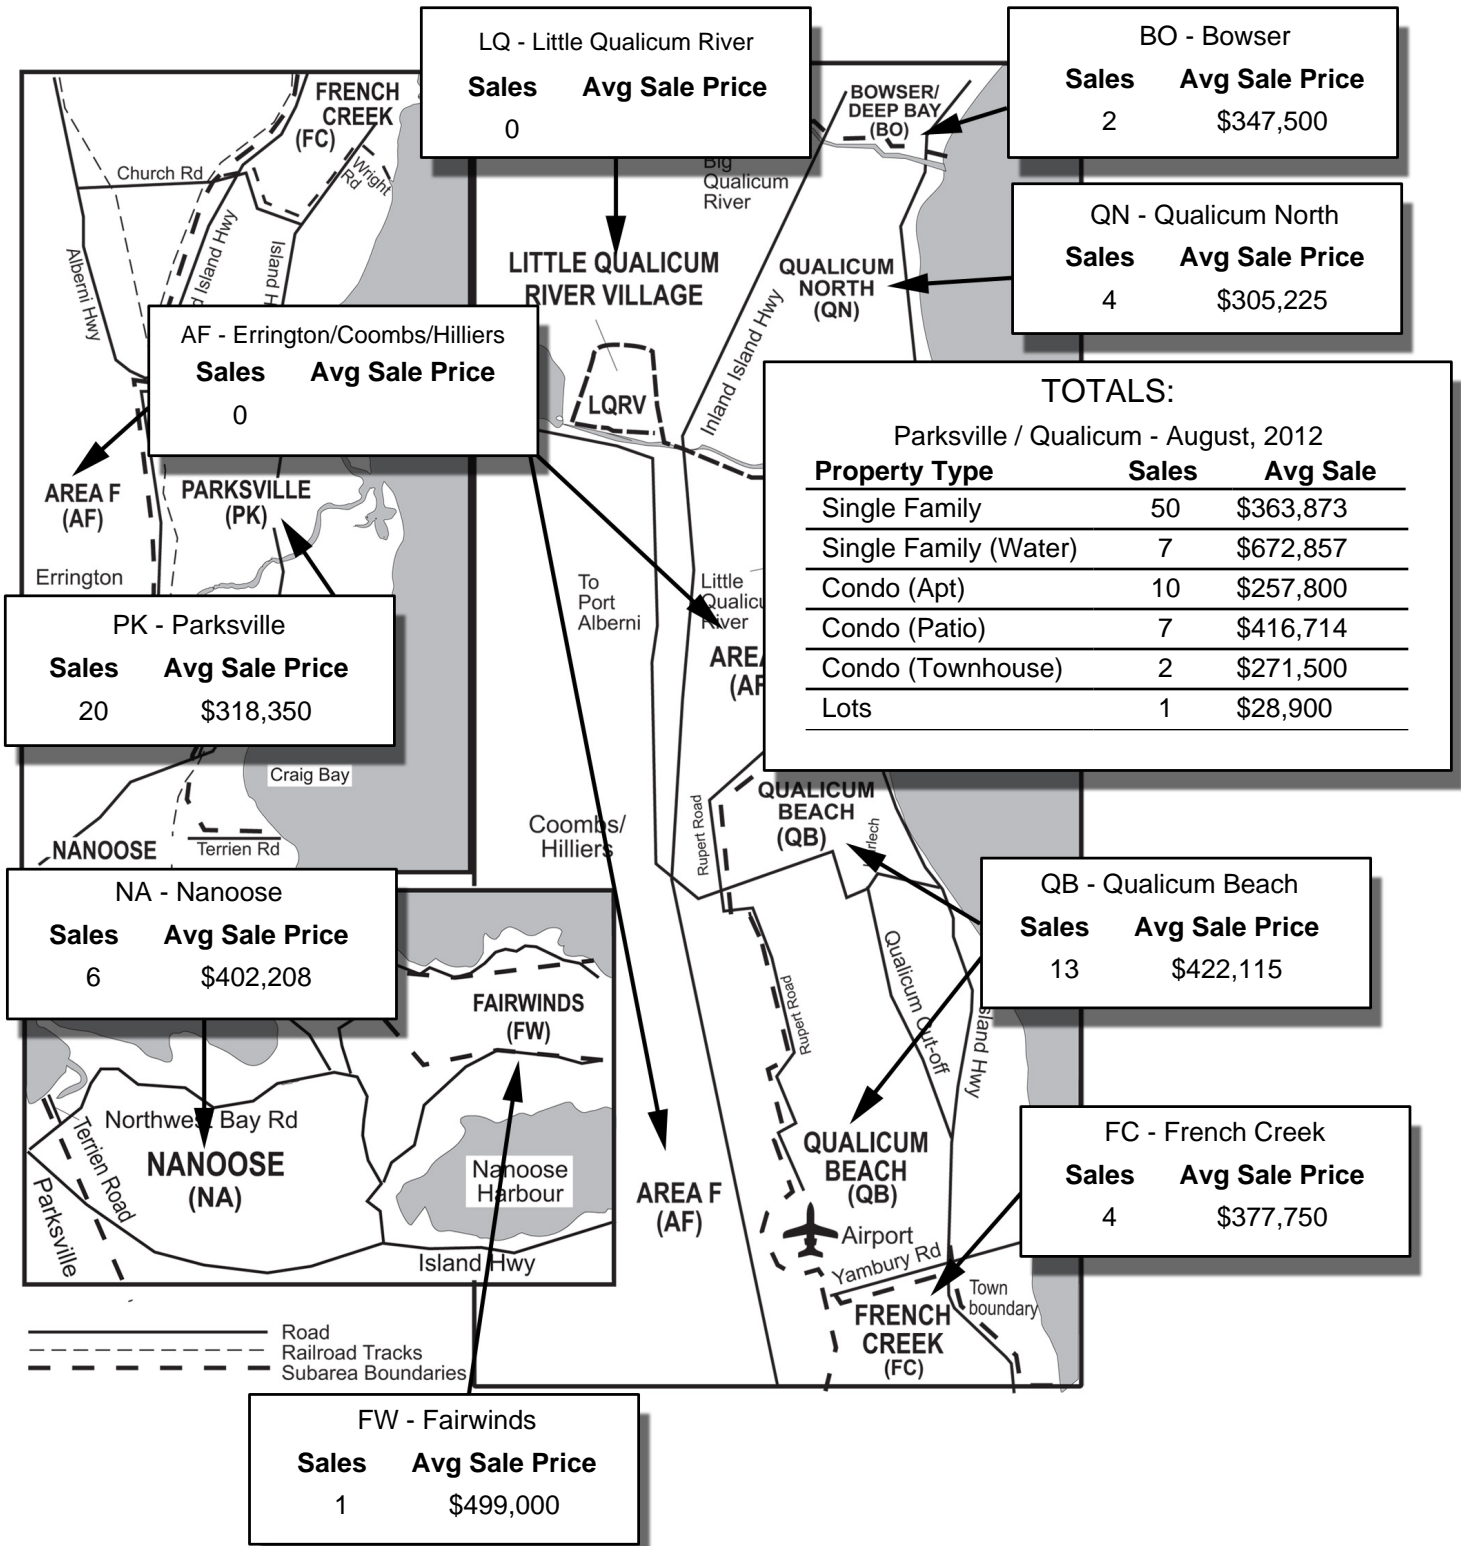 LQ - Little Qualicum River
Sales Avg Sale Price
0
BO - Bowser
Sales Avg Sale Price
2 $347,500
QN - Qualicum North
Sales Avg Sale Price
4 $305,225
AF - Errington/Coombs/Hilliers
Sales Avg Sale Price
0
TOTALS:
Parksville / Qualicum - August, 2012
Property Type Sales Avg Sale
Single Family 50 $363,873
Single Family (Water) 7 $672,857
Condo (Apt) 10 $257,800
Condo (Patio) 7 $416,714
Condo (Townhouse) 2 $271,500
Lots 1 $28,900
PK - Parksville
Sales Avg Sale Price
20 $318,350
NA - Nanoose
Sales Avg Sale Price
6 $402,208
QB - Qualicum Beach
Sales Avg Sale Price
13 $422,115
FC - French Creek
Sales Avg Sale Price
4 $377,750
FW - Fairwinds
Sales Avg Sale Price
1 $499,000
FRENCH
CREEK
(FC)
Church Rd
Wright
Rd
Alberni Hwy
Island Hwy
Island H
AREA F
(AF)
PARKSVILLE
(PK)
Errington
Craig Bay
Terrien Rd
NANOOSE
BOWSER/
DEEP BAY
(BO)
Big
Qualicum
River
LITTLE QUALICUM
RIVER VILLAGE
LQRV
QUALICUM
NORTH
(QN)
Inland Island Hwy
To
Port
Alberni
Little
Qualicu
River
AREA
(AF
Coombs/
Hilliers
Rupert Road
QUALICUM
BEACH
(QB)
Qualicum Cut-off
Rupert Road
sland Hwy
QUALICUM
BEACH
(QB)
Airport
Yambury Rd
Town
boundary
FRENCH
CREEK
(FC)
AREA F
(AF)
FAIRWINDS
(FW)
Northwest Bay Rd
NANOOSE
(NA)
Terrien Road
Parksville
Nanoose
Harbour
Island Hwy
Road
Railroad Tracks
Subarea Boundaries